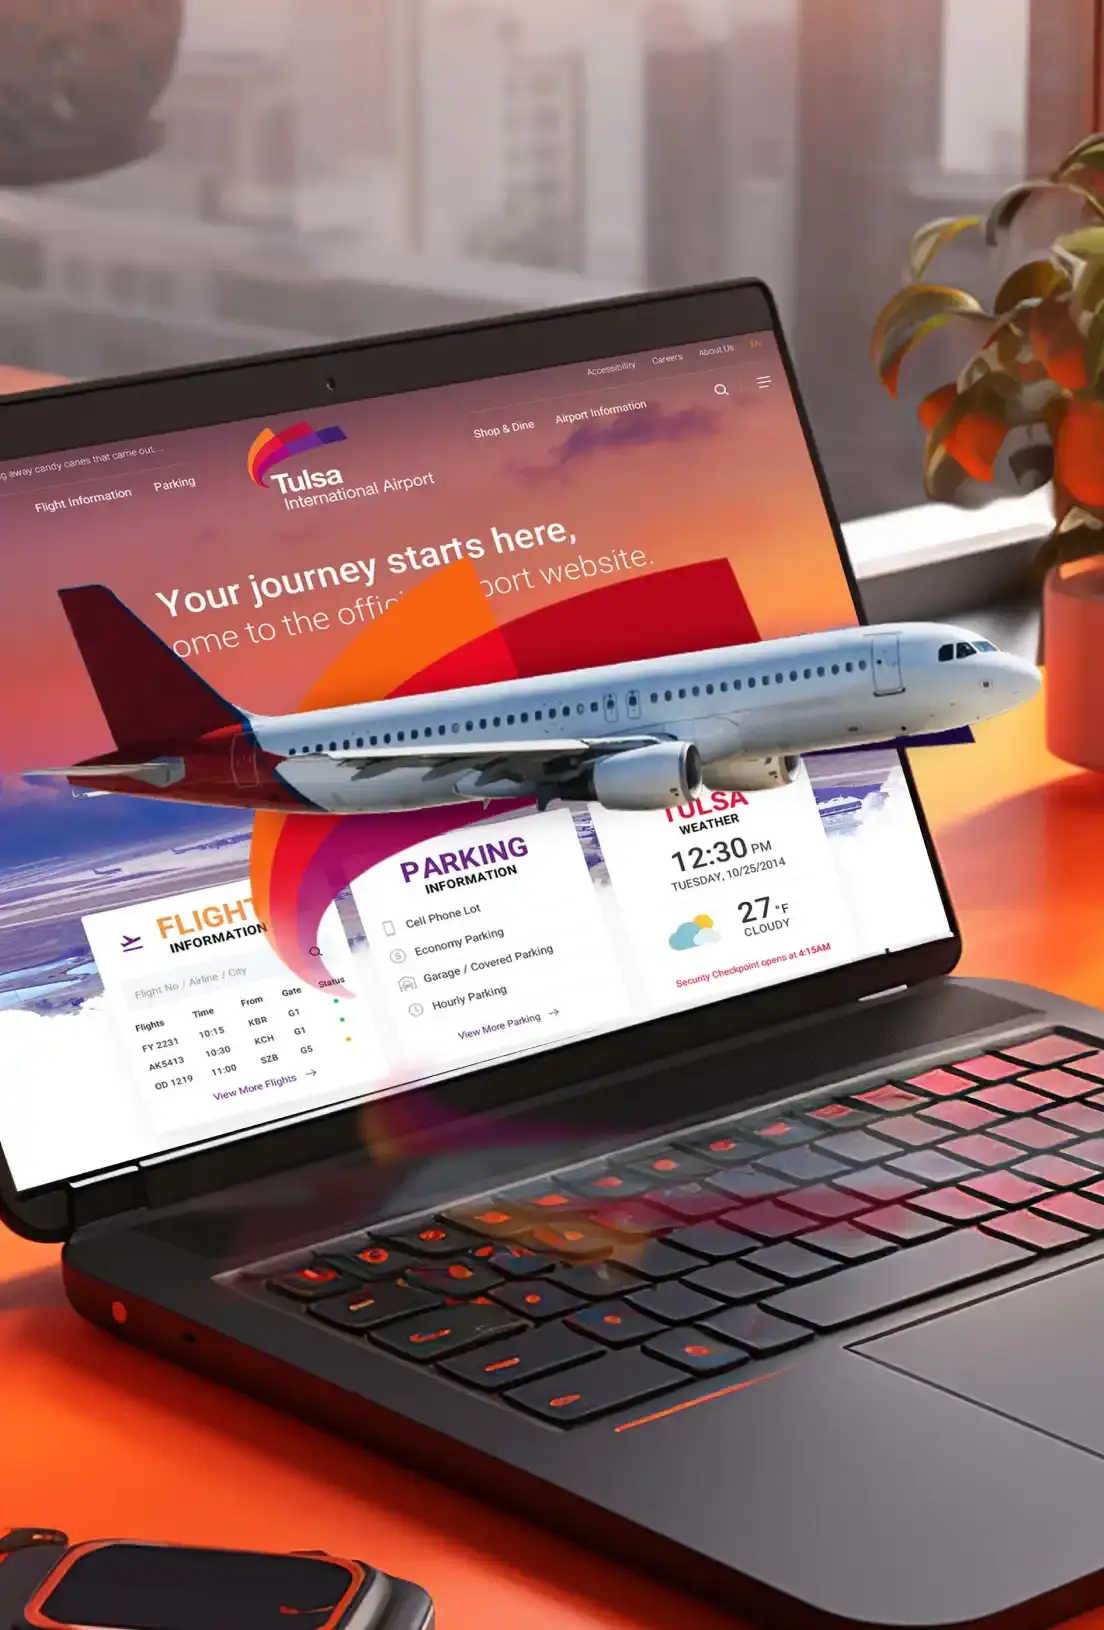 Accessibility Careers About Us EN
g away candy canes that came out...
Flight Information Parking
Tulsa
International Airport
Shop & Dine Airport Information
Your journey starts here,
ome to the offic port website.
FLIGHT
INFORMATION
Flight No / Airline / City
Flights Time From Gate Status
FY 2231 10:15 KBR G1
AK5413 10:30 KCH G1
OD 1219 11:00 SZB G5
View More Flights →
PARKING
INFORMATION
Cell Phone Lot
Economy Parking
Garage / Covered Parking
Hourly Parking
View More Parking →
TULSA
WEATHER
12:30 PM
TUESDAY, 10/25/2014
27°F
CLOUDY
Security Checkpoint opens at 4:15AM